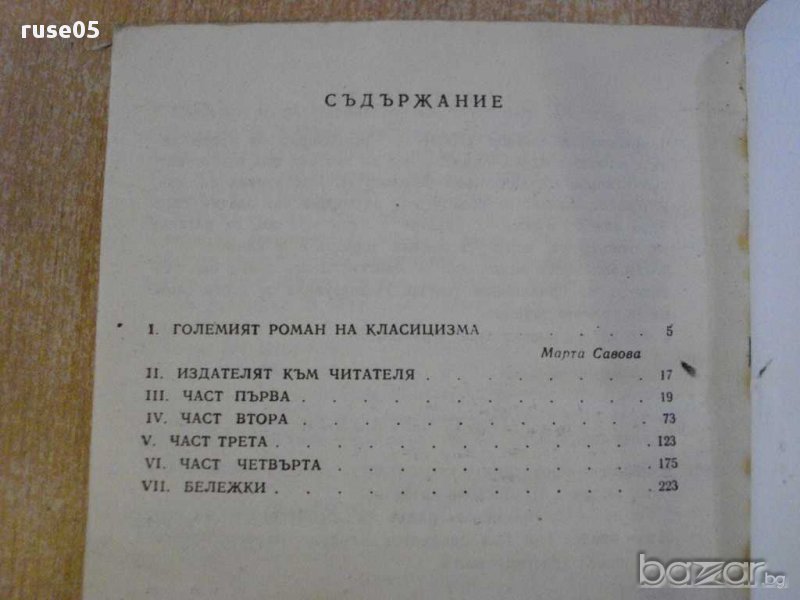 ruse05
СЪДЪРЖАНИЕ
I. ГОЛЕМИЯТ РОМАН НА КЛАСИЦИЗМА . . . . 5
Марта Савова
II. ИЗДАТЕЛЯТ КЪМ ЧИТАТЕЛЯ . . . . . . . 17
III. ЧАСТ ПЪРВА . . . . . . . . . . . 19
IV. ЧАСТ ВТОРА . . . . . . . . . . . 73
V. ЧАСТ ТРЕТА . . . . . . . . . . . 123
VI. ЧАСТ ЧЕТВЪРТА . . . . . . . . . 175
VII. БЕЛЕЖКИ . . . . . . . . . . . 223
bazar.bg